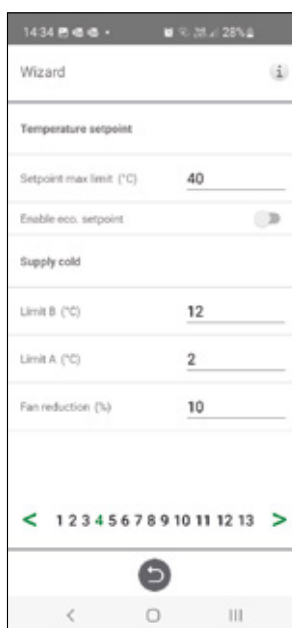 14:34 28%
Wizard i
Temperature setpoint
Setpoint max limit (°C) 40
Enable eco. setpoint
Supply cold
Limit B (°C) 12
Limit A (°C) 2
Fan reduction (%) 10
< 1 2 3 4 5 6 7 8 9 10 11 12 13 >